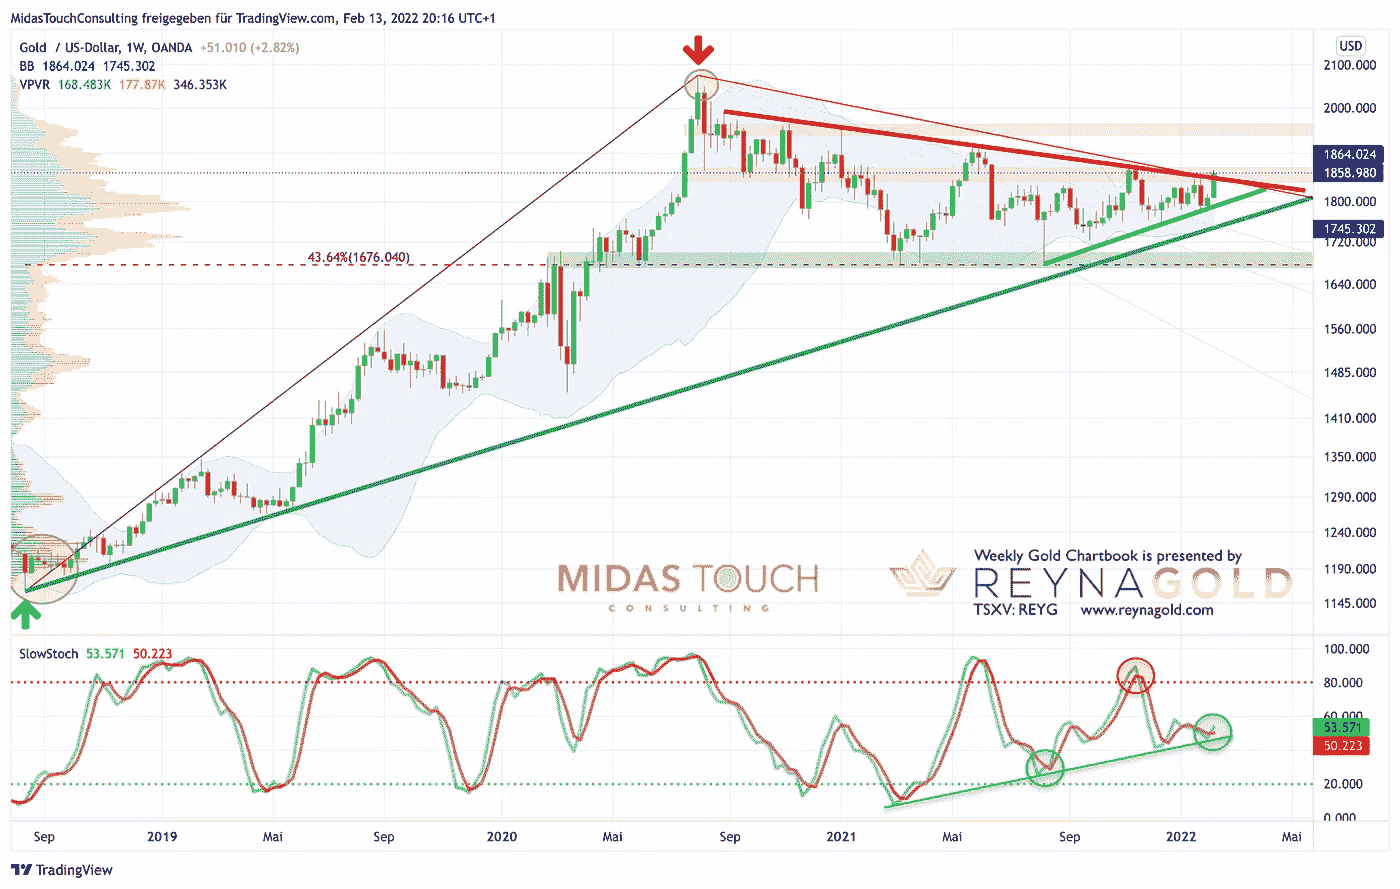 MidasTouchConsulting freigegeben für TradingView.com, Feb 13, 2022 20:16 UTC+1
Gold / US-Dollar, 1W, OANDA +51.010 (+2.82%)
BB 1864.024 1745.302
VPVR 168.483K 177.87K 346.353K
USD
2100.000
2000.000
1864.024
1858.980
1800.000
1745.302
1720.000
1640.000
1560.000
1485.000
1410.000
1350.000
1290.000
1240.000
1190.000
1145.000
43.64%(1676.040)
MIDAS TOUCH
CONSULTING
Weekly Gold Chartbook is presented by
REYNAGOLD
TSXV: REYG www.reynagold.com
SlowStoch 53.571 50.223
100.000
80.000
60.000
53.571
50.223
20.000
0.000
Sep 2019 Mai Sep 2020 Mai Sep 2021 Mai Sep 2022 Mai
TradingView